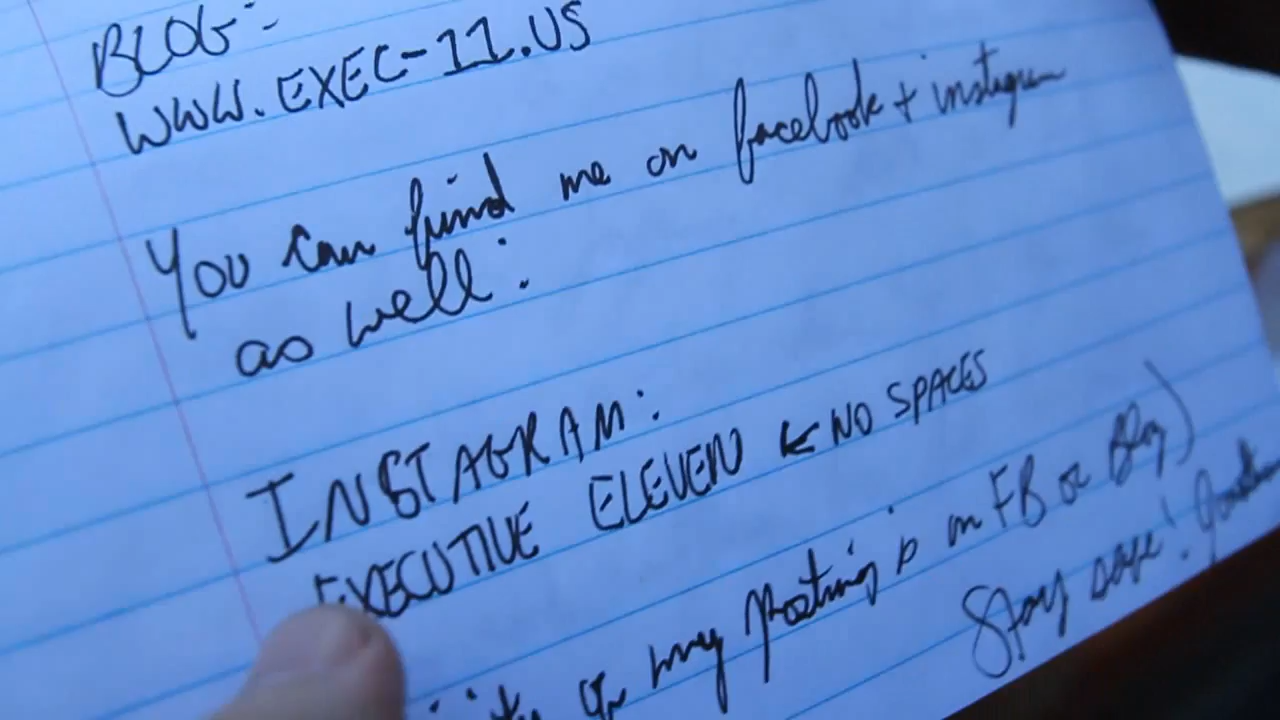 BLOG:
WWW.EXEC-11.US
You can find me on facebook + instagram
as well:
INSTAGRAM:
EXECUTIVE ELEVEN ← NO SPACES
my posting is on FB or Blog)
Stay safe!